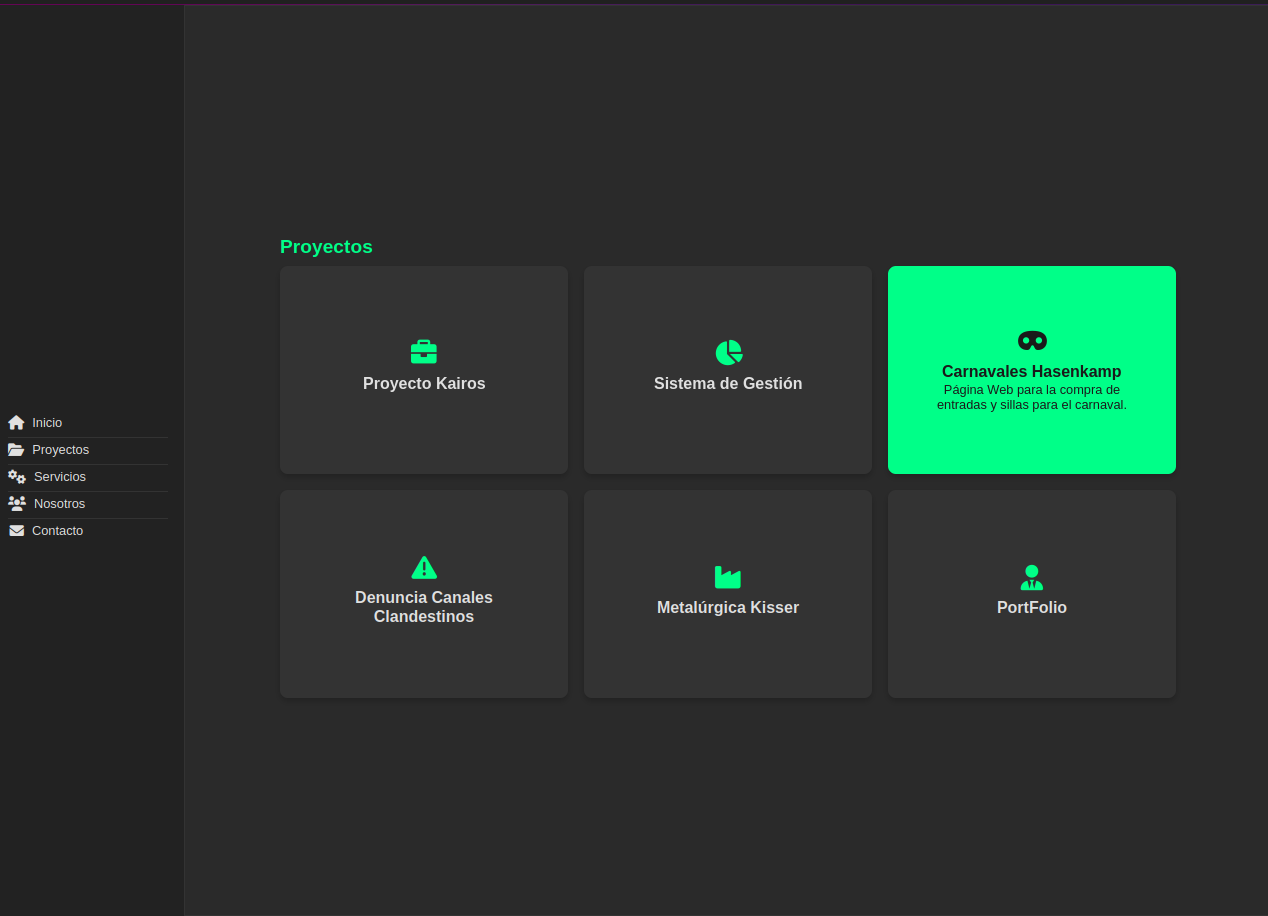 Inicio
Proyectos
Servicios
Nosotros
Contacto
Proyectos
Proyecto Kairos
Sistema de Gestión
Carnavales Hasenkamp
Página Web para la compra de
entradas y sillas para el carnaval.
Denuncia Canales
Clandestinos
Metalúrgica Kisser
PortFolio